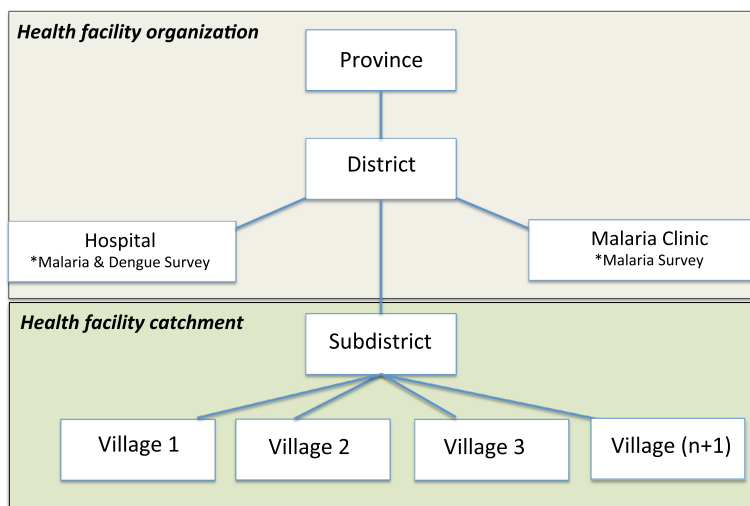 Health facility organization
Province
District
Hospital
*Malaria & Dengue Survey
Malaria Clinic
*Malaria Survey
Health facility catchment
Subdistrict
Village 1
Village 2
Village 3
Village (n+1)